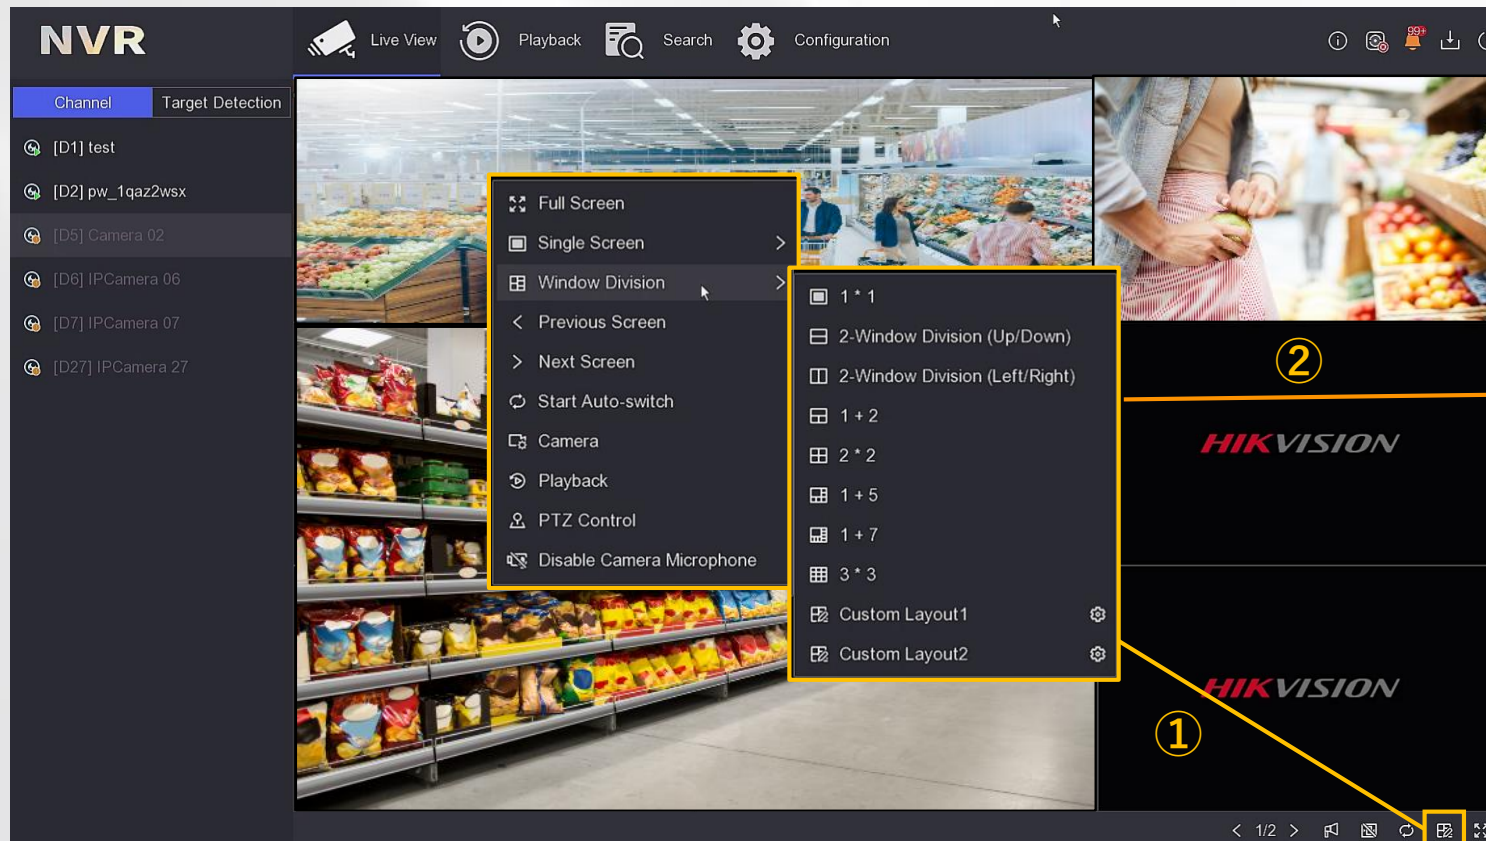 NVR
Live View
Playback
Search
Configuration
99+
Channel
Target Detection
[D1] test
[D2] pw_1qaz2wsx
[D5] Camera 02
[D6] IPCamera 06
[D7] IPCamera 07
[D27] IPCamera 27
Full Screen
Single Screen
Window Division
Previous Screen
Next Screen
Start Auto-switch
Camera
Playback
PTZ Control
Disable Camera Microphone
1 * 1
2-Window Division (Up/Down)
2-Window Division (Left/Right)
1 + 2
2 * 2
1 + 5
1 + 7
3 * 3
Custom Layout1
Custom Layout2
②
HIKVISION
HIKVISION
①
1/2